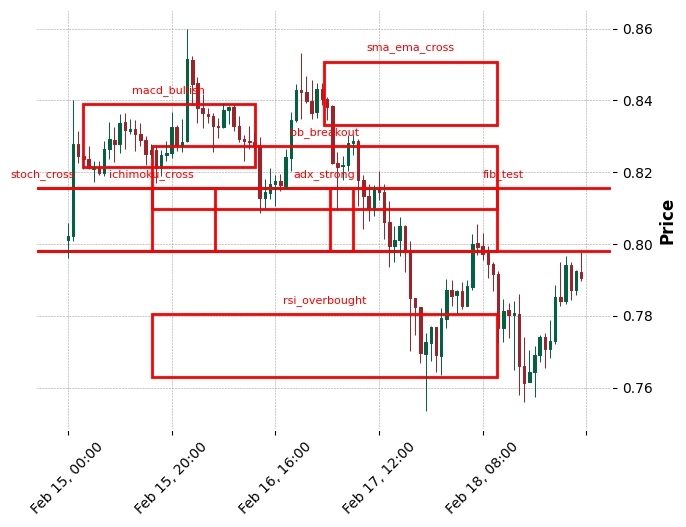 0.86
sma_ema_cross
macd_bullish
0.84
bb_breakout
stoch_cross
ichimoku_cross
adx_strong
fib_test
0.82
Price
0.80
rsi_overbought
0.78
0.76
Feb 15, 00:00
Feb 15, 20:00
Feb 16, 16:00
Feb 17, 12:00
Feb 18, 08:00